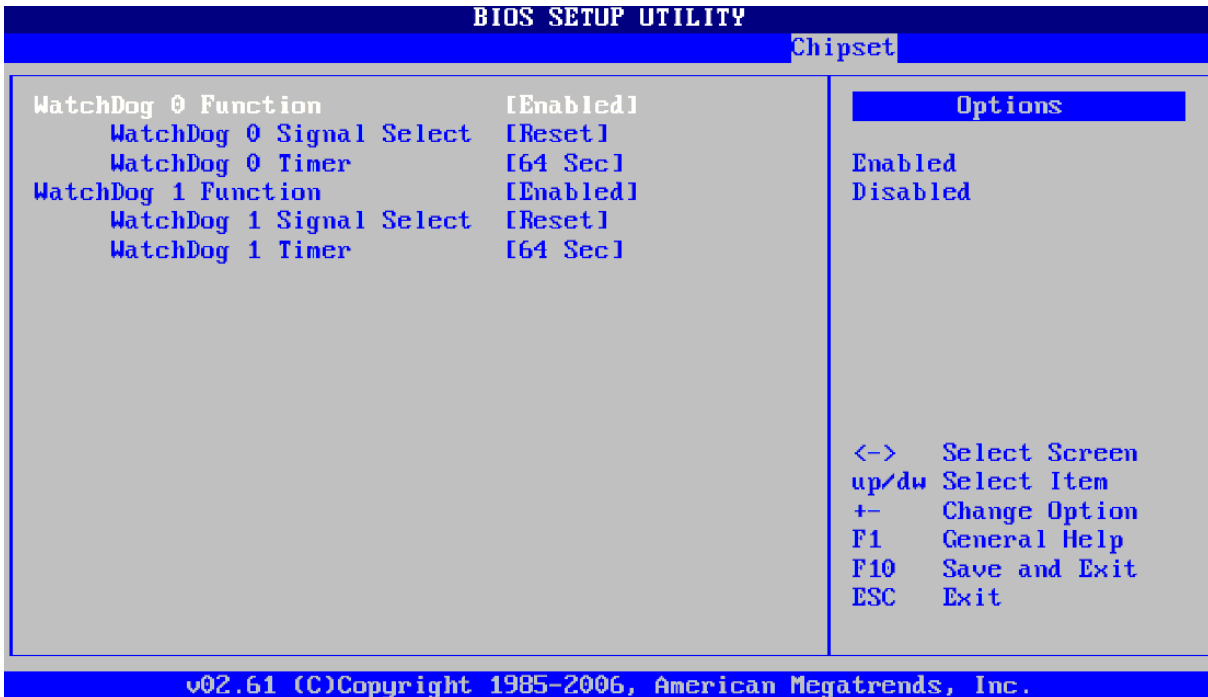 BIOS SETUP UTILITY
Chipset
WatchDog 0 Function [Enabled]
WatchDog 0 Signal Select [Reset]
WatchDog 0 Timer [64 Sec]
WatchDog 1 Function [Enabled]
WatchDog 1 Signal Select [Reset]
WatchDog 1 Timer [64 Sec]
Options
Enabled
Disabled
<-> Select Screen
up/dw Select Item
+- Change Option
F1 General Help
F10 Save and Exit
ESC Exit
v02.61 (C)Copyright 1985-2006, American Megatrends, Inc.